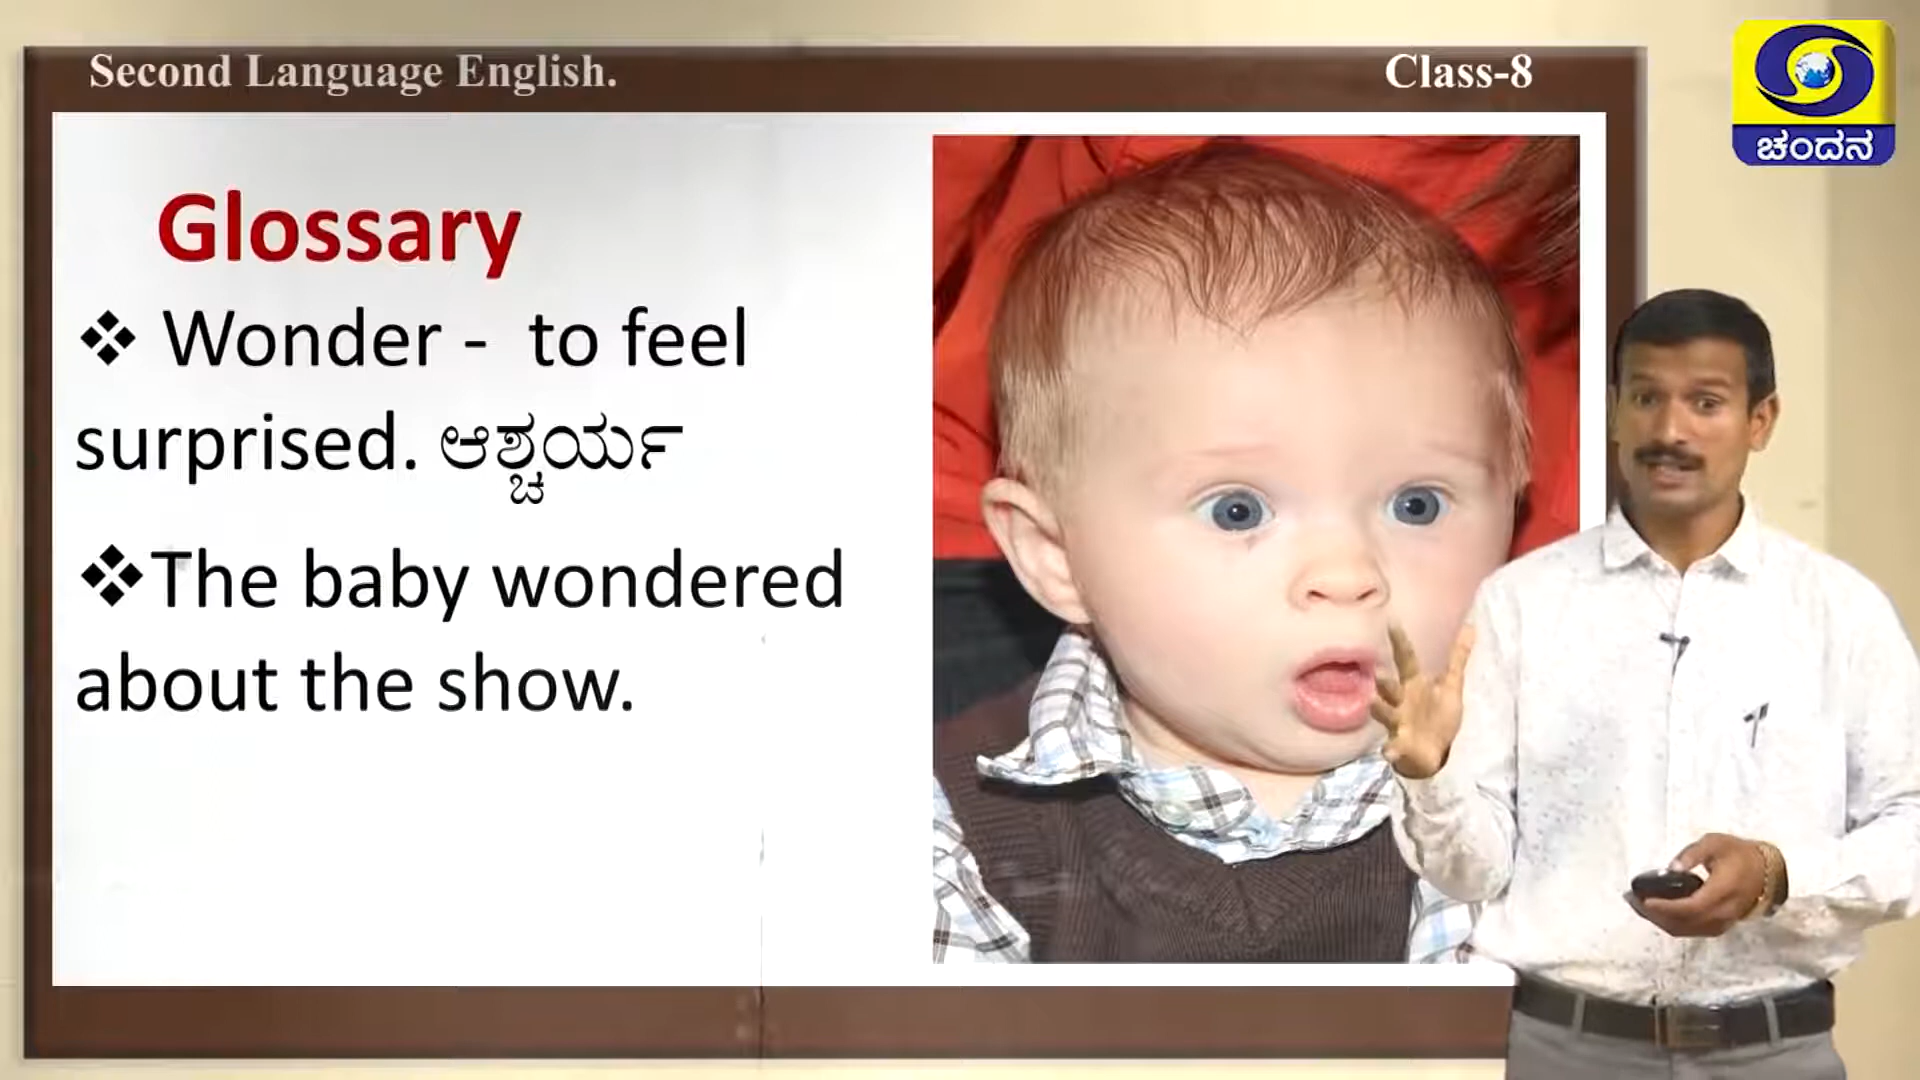 Second Language English.
Class-8
ಚಂದನ
Glossary
❖ Wonder - to feel
surprised. ಆಶ್ಚರ್ಯ
❖The baby wondered
about the show.